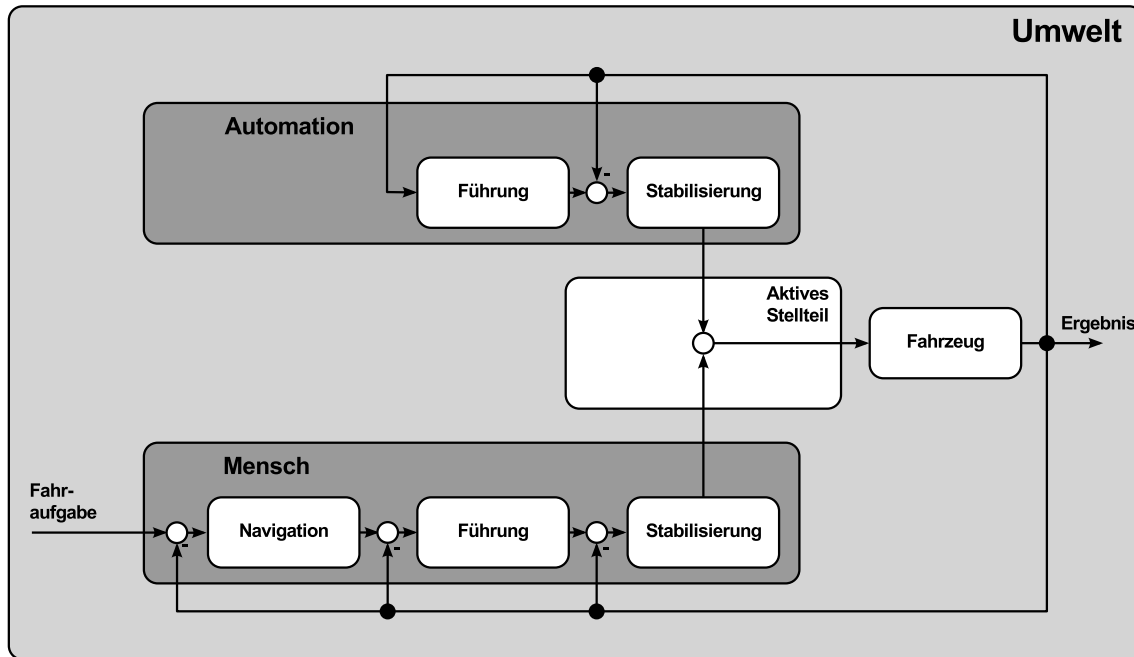 Umwelt
Automation
Führung
-
Stabilisierung
Aktives
Stellteil
Fahrzeug
Ergebnis
Mensch
Fahr-
aufgabe
-
Navigation
-
Führung
-
Stabilisierung